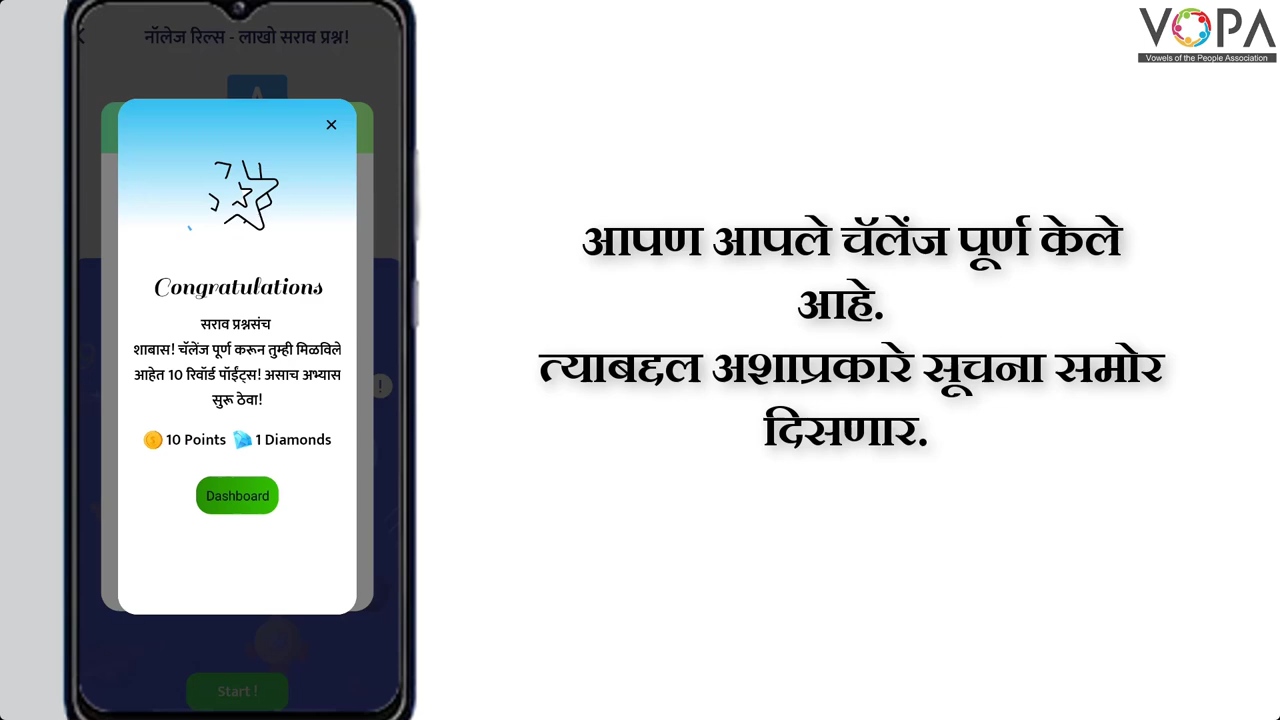 नॉलेज रिल्स - लाखो सराव प्रश्न!
Congratulations
सराव प्रश्नसंच
शाबास! चॅलेंज पूर्ण करून तुम्ही मिळविले
आहेत 10 रिवॉर्ड पॉईंट्स! असाच अभ्यास
सुरू ठेवा!
10 Points 1 Diamonds
Dashboard
Start !
VOPA
Vowels of the People Association
आपण आपले चॅलेंज पूर्ण केले
आहे.
त्याबद्दल अशाप्रकारे सूचना समोर
दिसणार.